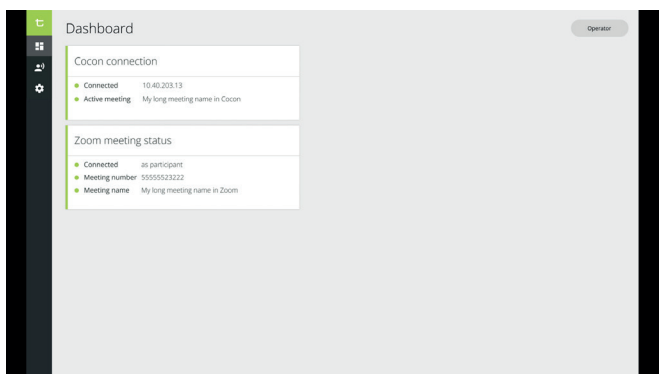 Dashboard
Operator
Cocon connection
Connected 10.40.203.13
Active meeting My long meeting name in Cocon
Zoom meeting status
Connected as participant
Meeting number 55555523222
Meeting name My long meeting name in Zoom